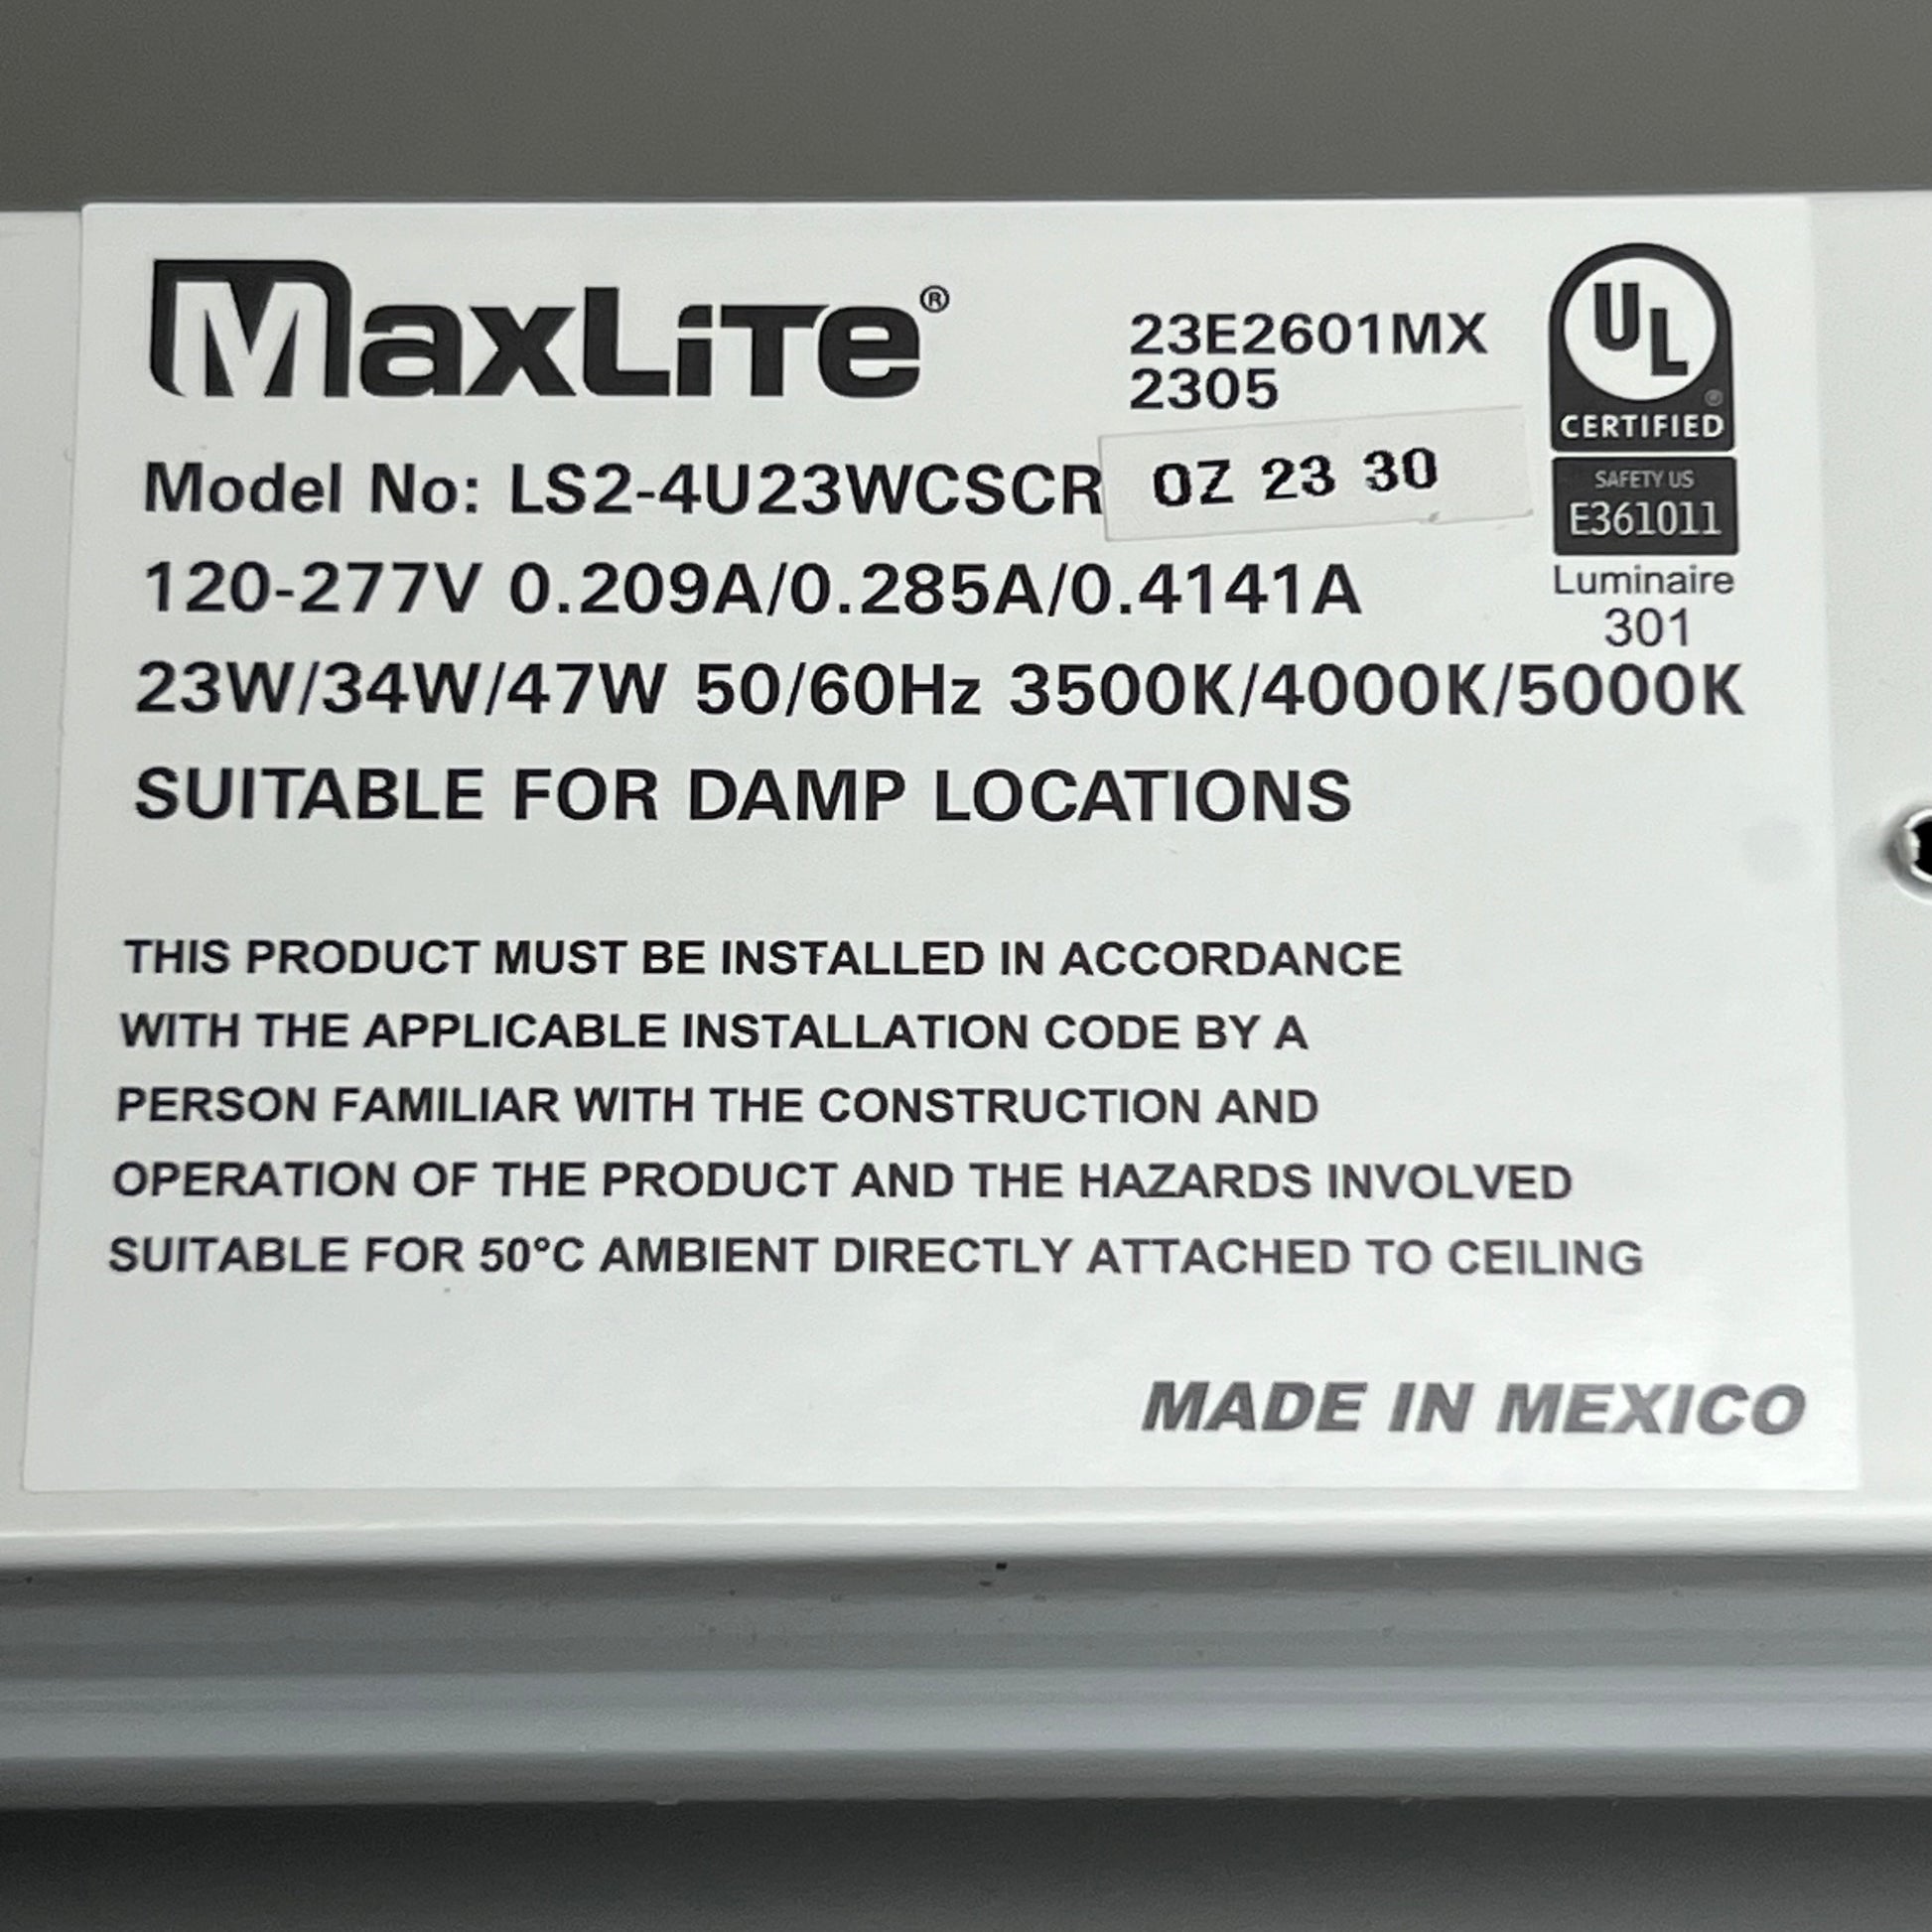 MaxLite®
23E2601MX
2305
UL
®
CERTIFIED
SAFETY US
E361011
Luminaire
301
Model No: LS2-4U23WCSCR
OZ 23 30
120-277V 0.209A/0.285A/0.4141A
23W/34W/47W 50/60Hz 3500K/4000K/5000K
SUITABLE FOR DAMP LOCATIONS
THIS PRODUCT MUST BE INSTALLED IN ACCORDANCE
WITH THE APPLICABLE INSTALLATION CODE BY A
PERSON FAMILIAR WITH THE CONSTRUCTION AND
OPERATION OF THE PRODUCT AND THE HAZARDS INVOLVED
SUITABLE FOR 50°C AMBIENT DIRECTLY ATTACHED TO CEILING
MADE IN MEXICO